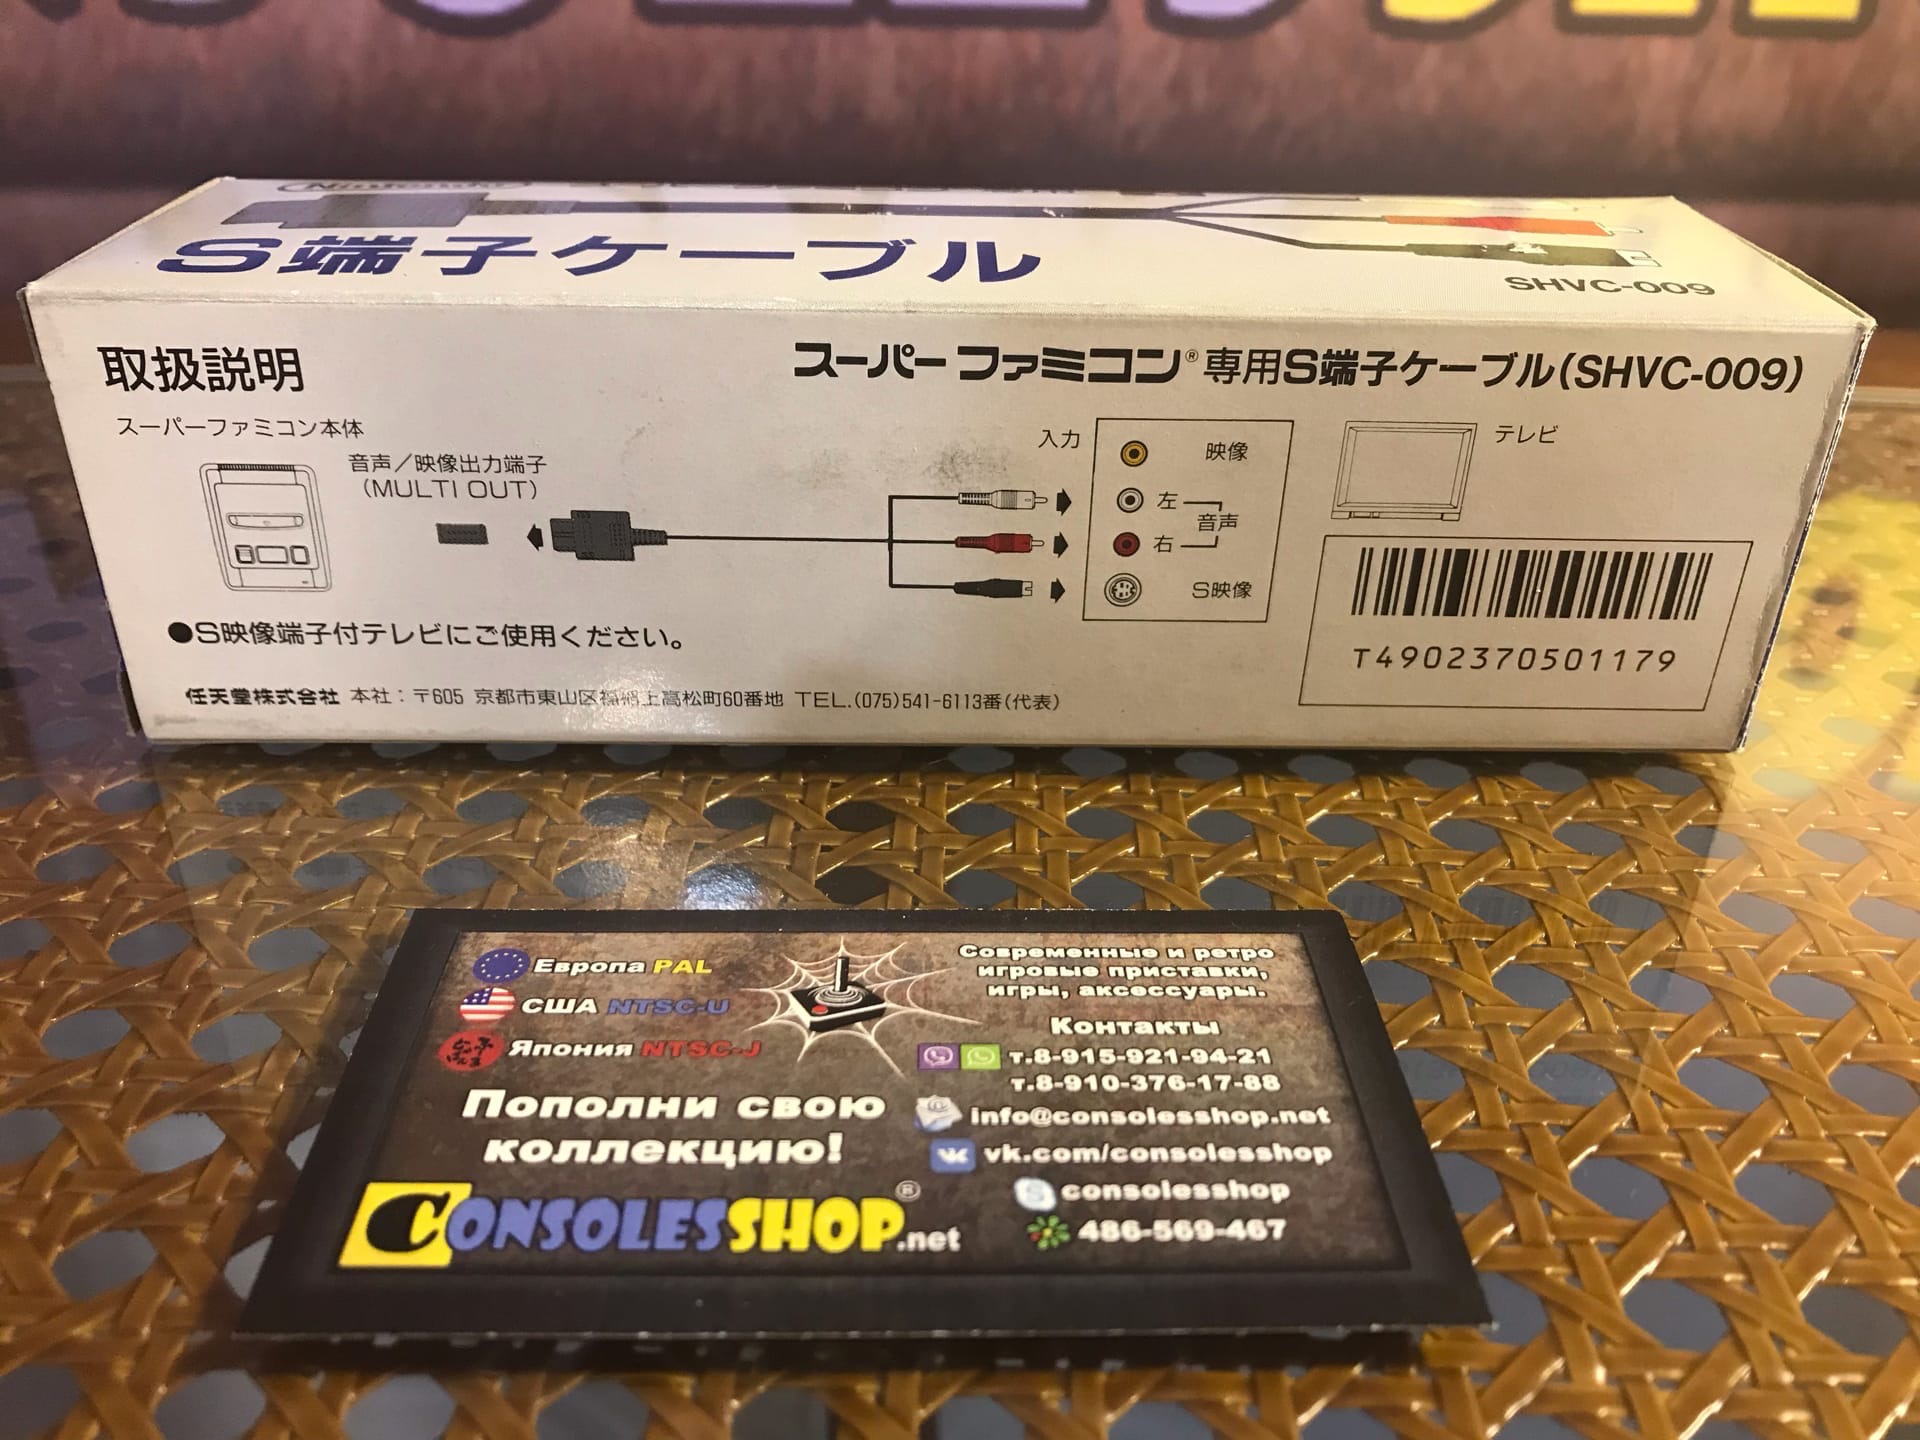 Nintendo
S端子ケーブル
SHVC-009
取扱説明
スーパーファミコン® 専用S端子ケーブル(SHVC-009)
スーパーファミコン本体
音声/映像出力端子
(MULTI OUT)
入力
映像
左
音声
右
S映像
テレビ
●S映像端子付テレビにご使用ください。
T4902370501179
任天堂株式会社 本社:〒605 京都市東山区福稲上高松町60番地 TEL.(075)541-6113番(代表)
Европа PAL
США NTSC-U
Япония NTSC-J
Пополни свою
коллекцию!
CONSOLESSHOP®.net
Современные и ретро
игровые приставки,
игры, аксессуары.
Контакты
т.8-915-921-94-21
т.8-910-376-17-88
info@consolesshop.net
vk.com/consolesshop
consolesshop
486-569-467